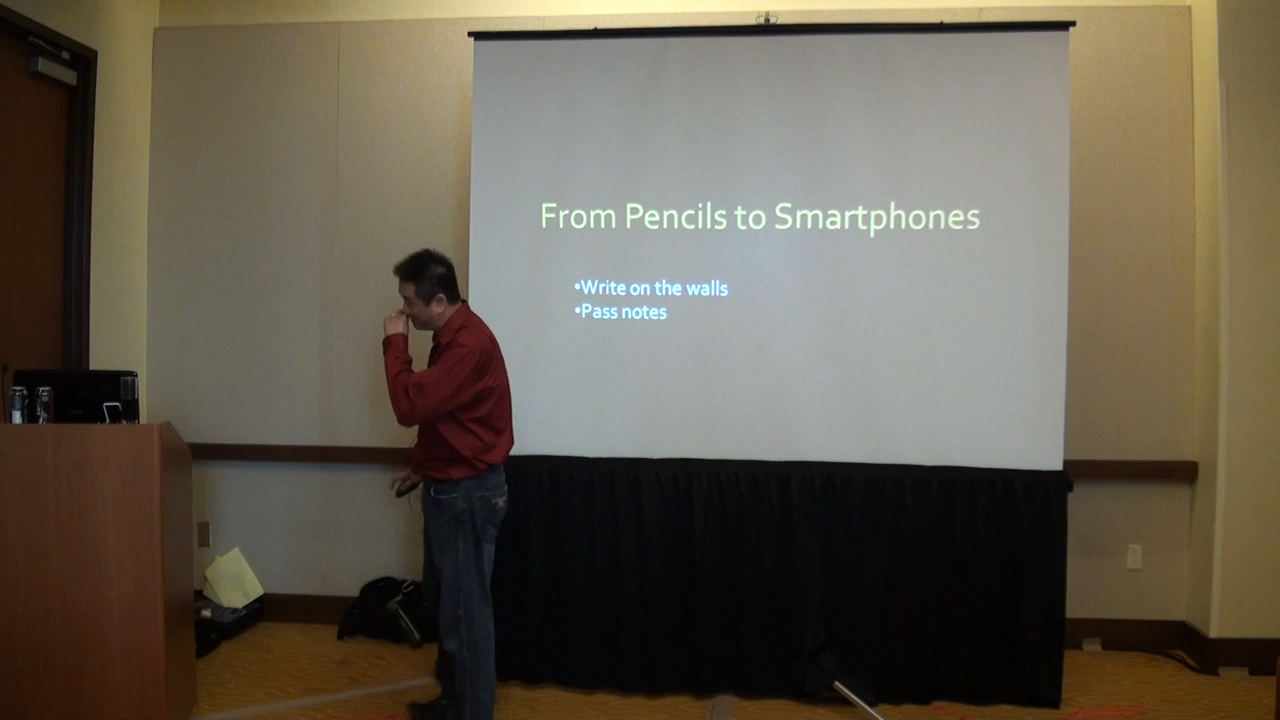 From Pencils to Smartphones
•Write on the walls
•Pass notes